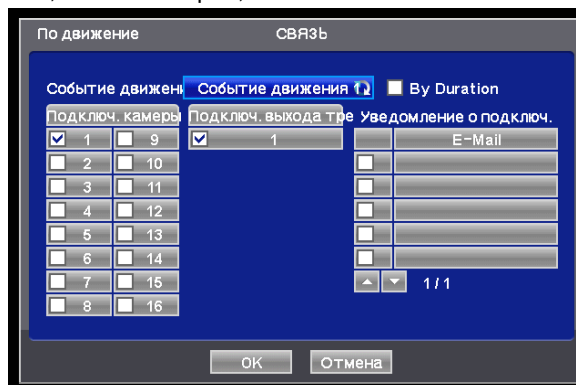 По движение СВЯЗЬ
Событие движени Событие движения By Duration
Подключ. камеры Подключ. выхода тре Уведомление о подключ.
1 9 1 E-Mail
2 10
3 11
4 12
5 13
6 14
7 15 1/1
8 16
OK Отмена